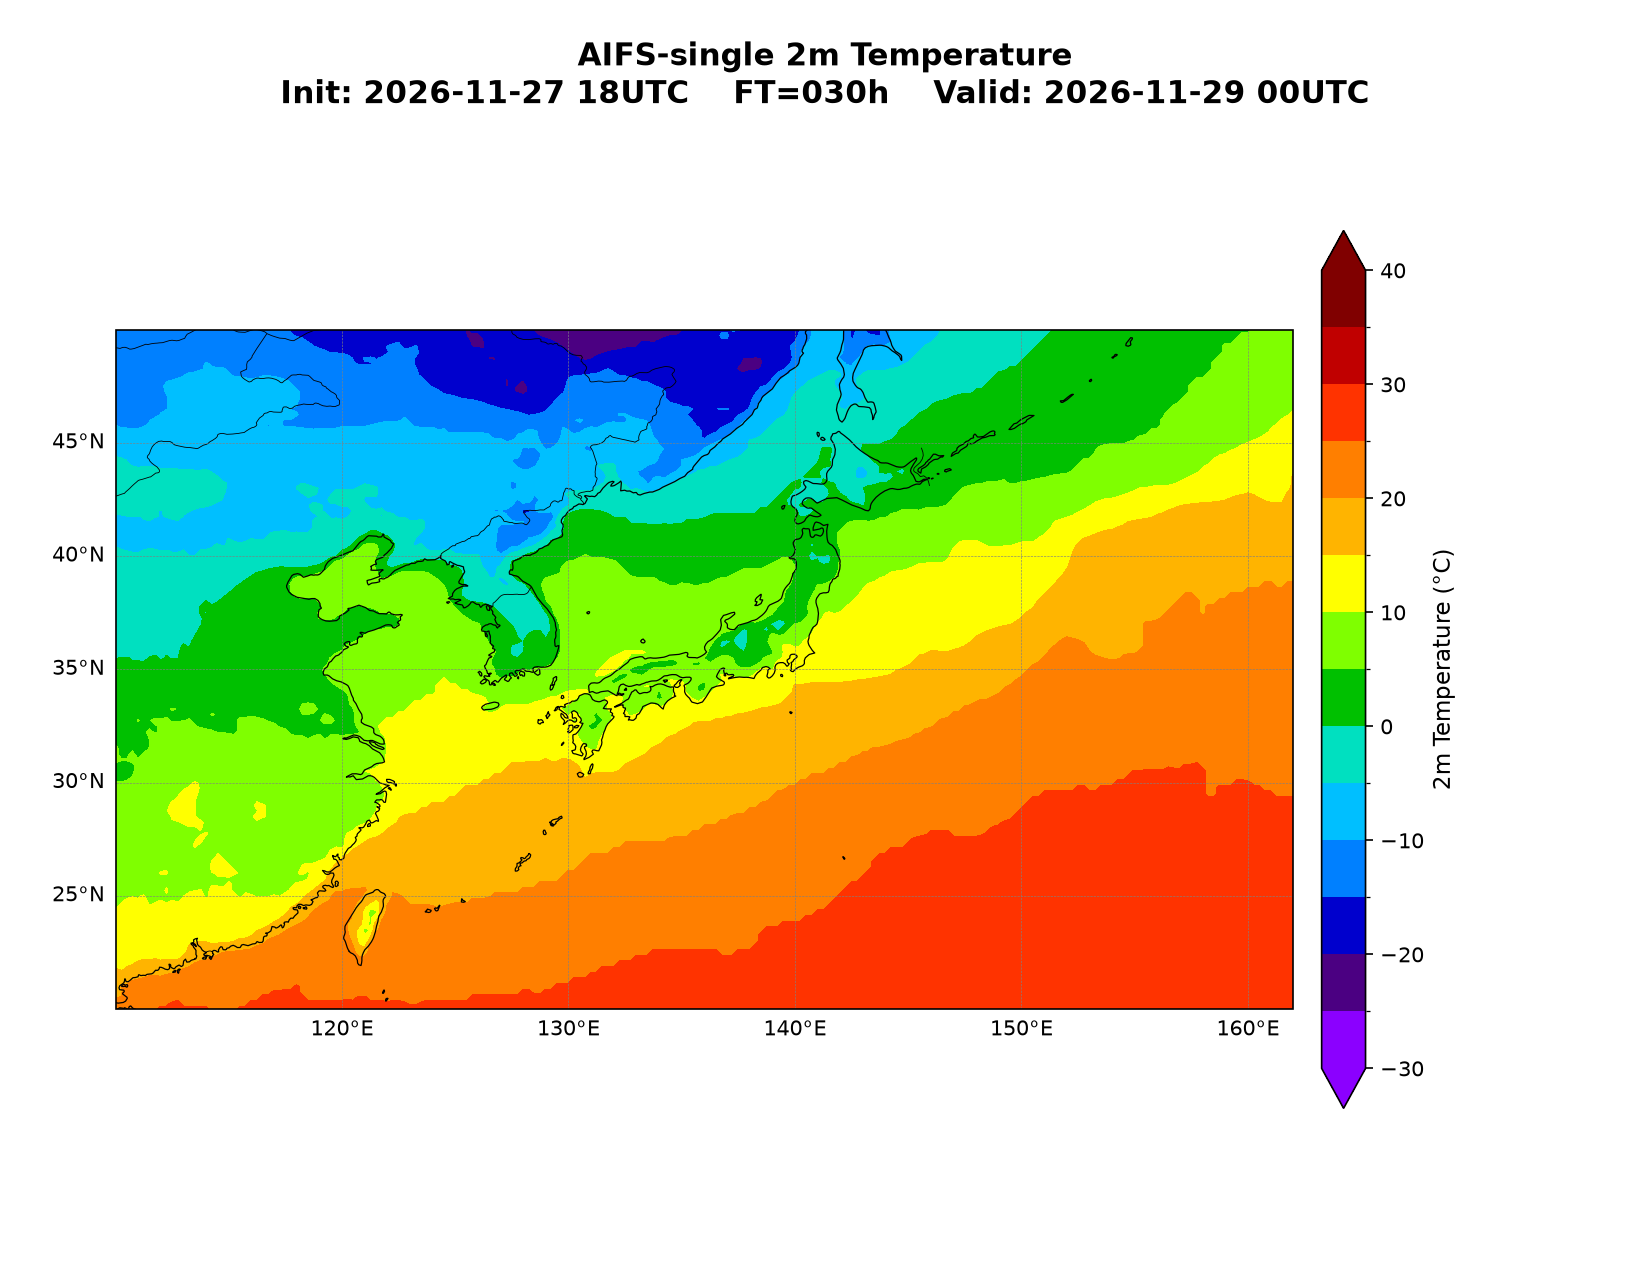 AIFS-single 2m Temperature
Init: 2026-11-27 18UTC    FT=030h    Valid: 2026-11-29 00UTC
45°N
40°N
35°N
30°N
25°N
120°E
130°E
140°E
150°E
160°E
40
30
20
10
0
−10
−20
−30
2m Temperature (°C)